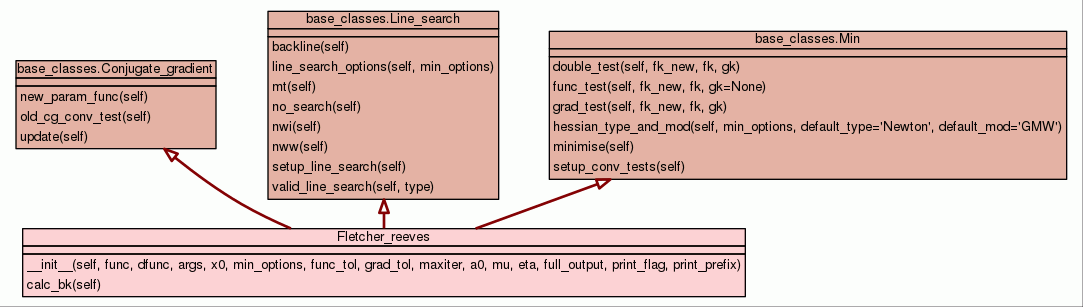 base_classes.Conjugate_gradient
new_param_func(self)
old_cg_conv_test(self)
update(self)
base_classes.Line_search
backline(self)
line_search_options(self, min_options)
mt(self)
no_search(self)
nwi(self)
nww(self)
setup_line_search(self)
valid_line_search(self, type)
base_classes.Min
double_test(self, fk_new, fk, gk)
func_test(self, fk_new, fk, gk=None)
grad_test(self, fk_new, fk, gk)
hessian_type_and_mod(self, min_options, default_type='Newton', default_mod='GMW')
minimise(self)
setup_conv_tests(self)
Fletcher_reeves
__init__(self, func, dfunc, args, x0, min_options, func_tol, grad_tol, maxiter, a0, mu, eta, full_output, print_flag, print_prefix)
calc_bk(self)